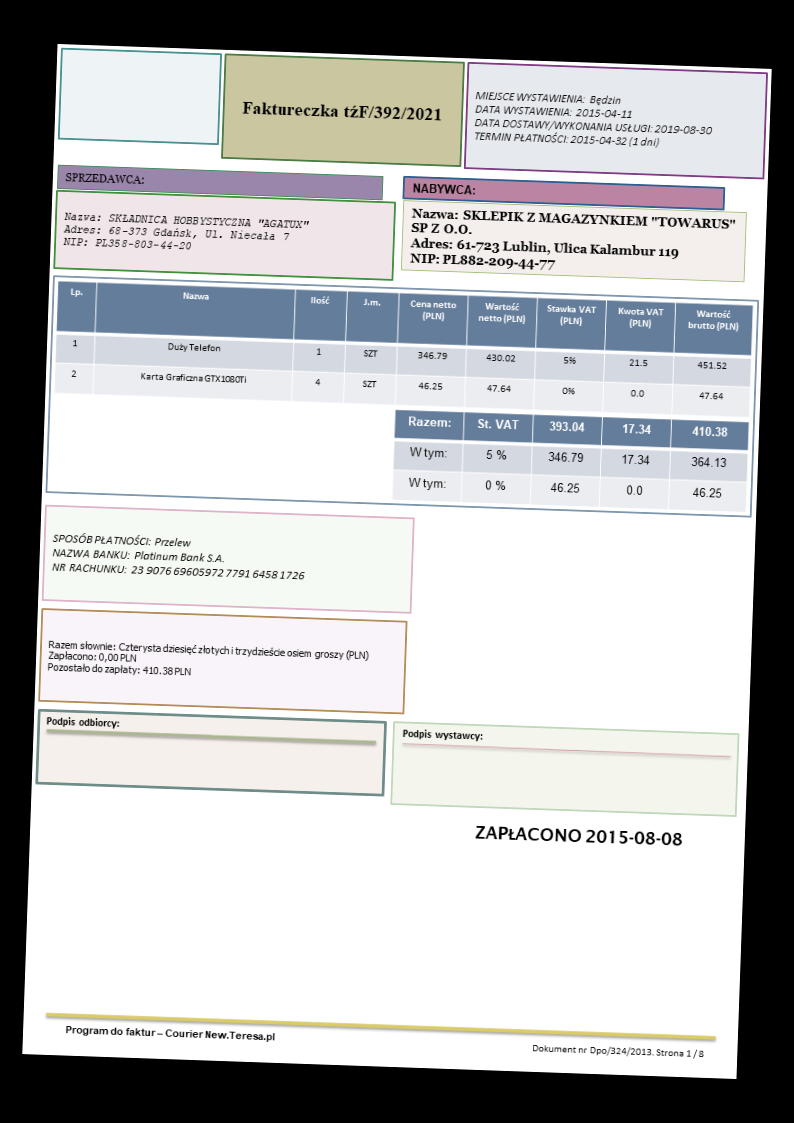 Faktureczka tźF/392/2021
MIEJSCE WYSTAWIENIA: Będzin
DATA WYSTAWIENIA: 2015-04-11
DATA DOSTAWY/WYKONANIA USŁUGI: 2019-08-30
TERMIN PŁATNOŚCI: 2015-04-32 (1 dni)
SPRZEDAWCA:
Nazwa: SKŁADNICA HOBBYSTYCZNA "AGATUX"
Adres: 68-373 Gdańsk, Ul. Niecała 7
NIP: PL358-803-44-20
NABYWCA:
Nazwa: SKLEPIK Z MAGAZYNKIEM "TOWARUS"
SP Z O.O.
Adres: 61-723 Lublin, Ulica Kalambur 119
NIP: PL882-209-44-77
Lp. Nazwa Ilość J.m. Cena netto (PLN) Wartość netto (PLN) Stawka VAT (PLN) Kwota VAT (PLN) Wartość brutto (PLN)
1 Duży Telefon 1 SZT 346.79 430.02 5% 21.5 451.52
2 Karta Graficzna GTX1080Ti 4 SZT 46.25 47.64 0% 0.0 47.64
Razem: St. VAT 393.04 17.34 410.38
W tym: 5 % 346.79 17.34 364.13
W tym: 0 % 46.25 0.0 46.25
SPOSÓB PŁATNOŚCI: Przelew
NAZWA BANKU: Platinum Bank S.A.
NR RACHUNKU: 23 9076 69605972 7791 6458 1726
Razem słownie: Czterysta dziesięć złotych i trzydzieście osiem groszy (PLN)
Zapłacono: 0,00 PLN
Pozostało do zapłaty: 410.38 PLN
Podpis odbiorcy:
Podpis wystawcy:
ZAPŁACONO 2015-08-08
Program do faktur – Courier New.Teresa.pl
Dokument nr Dpo/324/2013. Strona 1 / 8